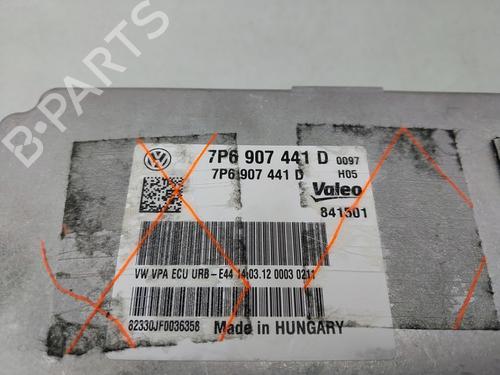 B-PARTS
7P6 907 441 D 0097
7P6 907 441 D H05
Valeo
841301
VW VPA ECU URB-E44 14:03.12 0003 0211
82330JF0036358 Made in HUNGARY